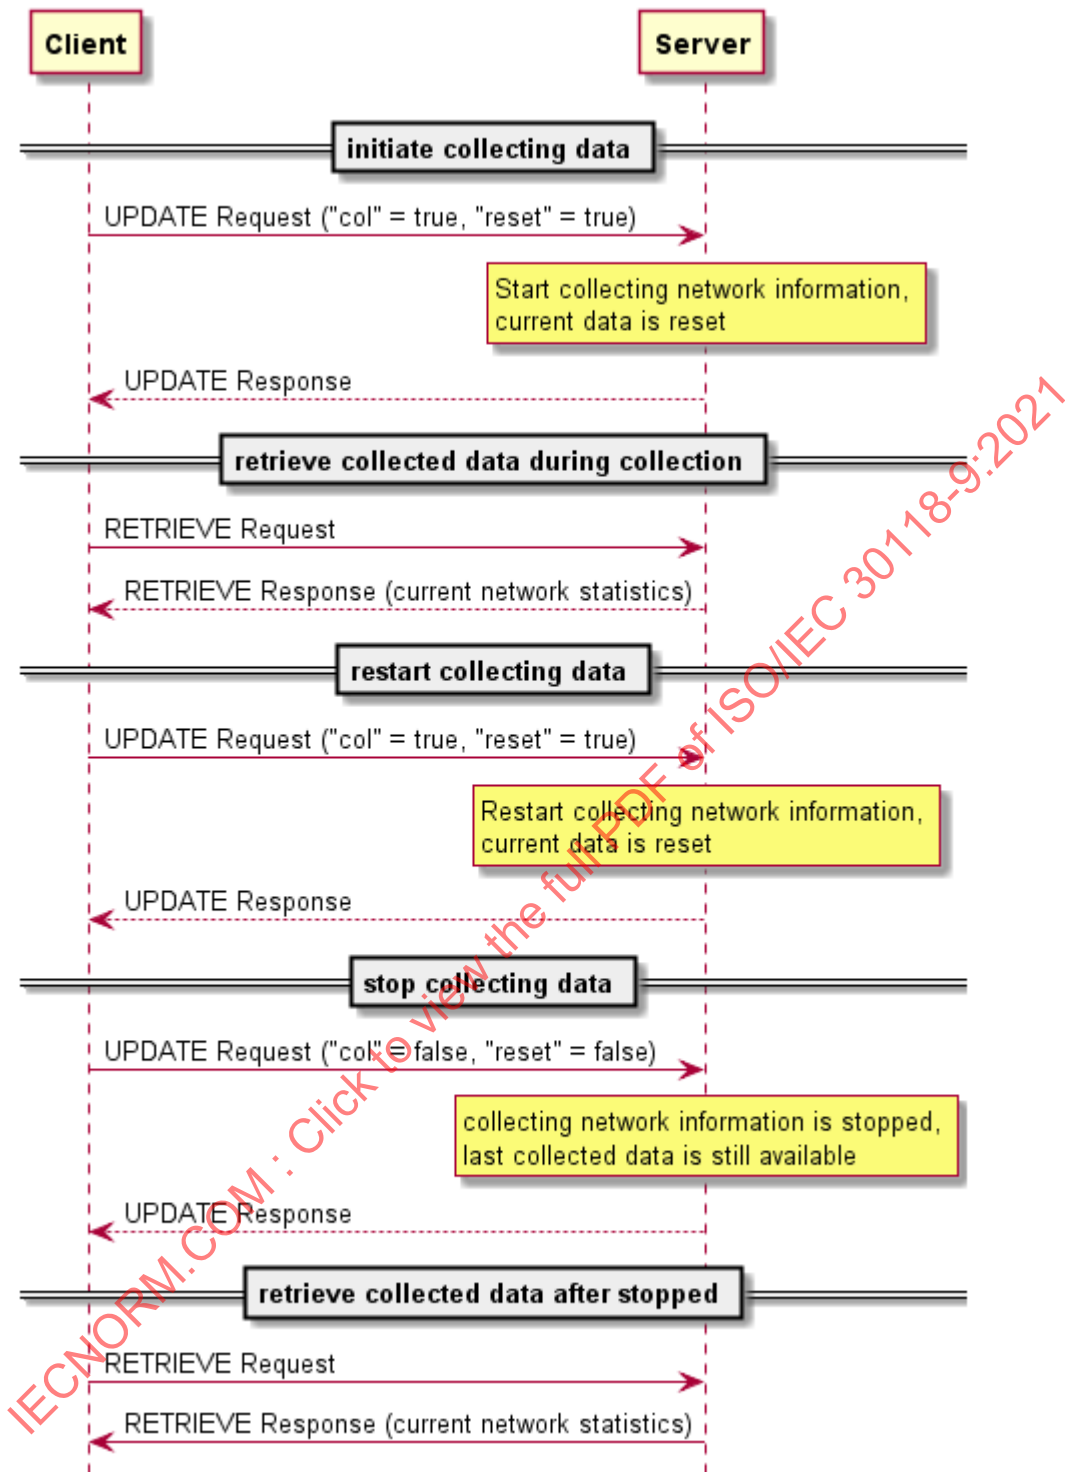 Client
Server
initiate collecting data
UPDATE Request ("col" = true, "reset" = true)
Start collecting network information,
current data is reset
UPDATE Response
retrieve collected data during collection
RETRIEVE Request
RETRIEVE Response (current network statistics)
restart collecting data
UPDATE Request ("col" = true, "reset" = true)
Restart collecting network information,
current data is reset
UPDATE Response
stop collecting data
UPDATE Request ("col" = false, "reset" = false)
collecting network information is stopped,
last collected data is still available
UPDATE Response
retrieve collected data after stopped
RETRIEVE Request
RETRIEVE Response (current network statistics)
IECNORM.COM : Click to view the full PDF of ISO/IEC 30118-9:2021